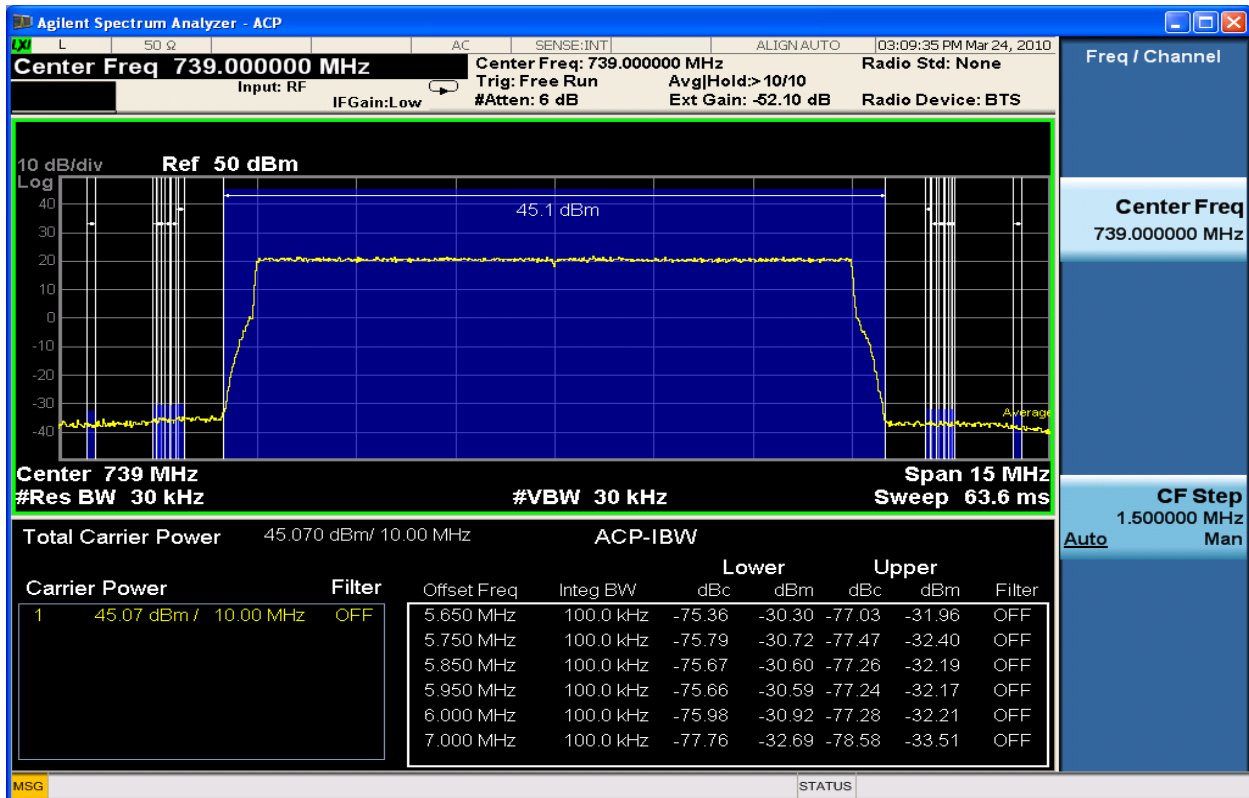 Agilent Spectrum Analyzer - ACP
LXI L 50 Ω AC SENSE:INT ALIGN AUTO 03:09:35 PM Mar 24, 2010
Center Freq 739.000000 MHz
Input: RF
IFGain:Low
Center Freq: 739.000000 MHz
Trig: Free Run
#Atten: 6 dB
Avg|Hold:>10/10
Ext Gain: -52.10 dB
Radio Std: None
Radio Device: BTS
Freq / Channel
Center Freq
739.000000 MHz
CF Step
1.500000 MHz
Auto Man
10 dB/div Ref 50 dBm
Log
40
30
20
10
0
-10
-20
-30
-40
45.1 dBm
Average
Center 739 MHz Span 15 MHz
#Res BW 30 kHz #VBW 30 kHz Sweep 63.6 ms
Total Carrier Power 45.070 dBm/ 10.00 MHz ACP-IBW
Carrier Power Filter
1 45.07 dBm / 10.00 MHz OFF
Lower Upper
Offset Freq Integ BW dBc dBm dBc dBm Filter
5.650 MHz 100.0 kHz -75.36 -30.30 -77.03 -31.96 OFF
5.750 MHz 100.0 kHz -75.79 -30.72 -77.47 -32.40 OFF
5.850 MHz 100.0 kHz -75.67 -30.60 -77.26 -32.19 OFF
5.950 MHz 100.0 kHz -75.66 -30.59 -77.24 -32.17 OFF
6.000 MHz 100.0 kHz -75.98 -30.92 -77.28 -32.21 OFF
7.000 MHz 100.0 kHz -77.76 -32.69 -78.58 -33.51 OFF
MSG STATUS